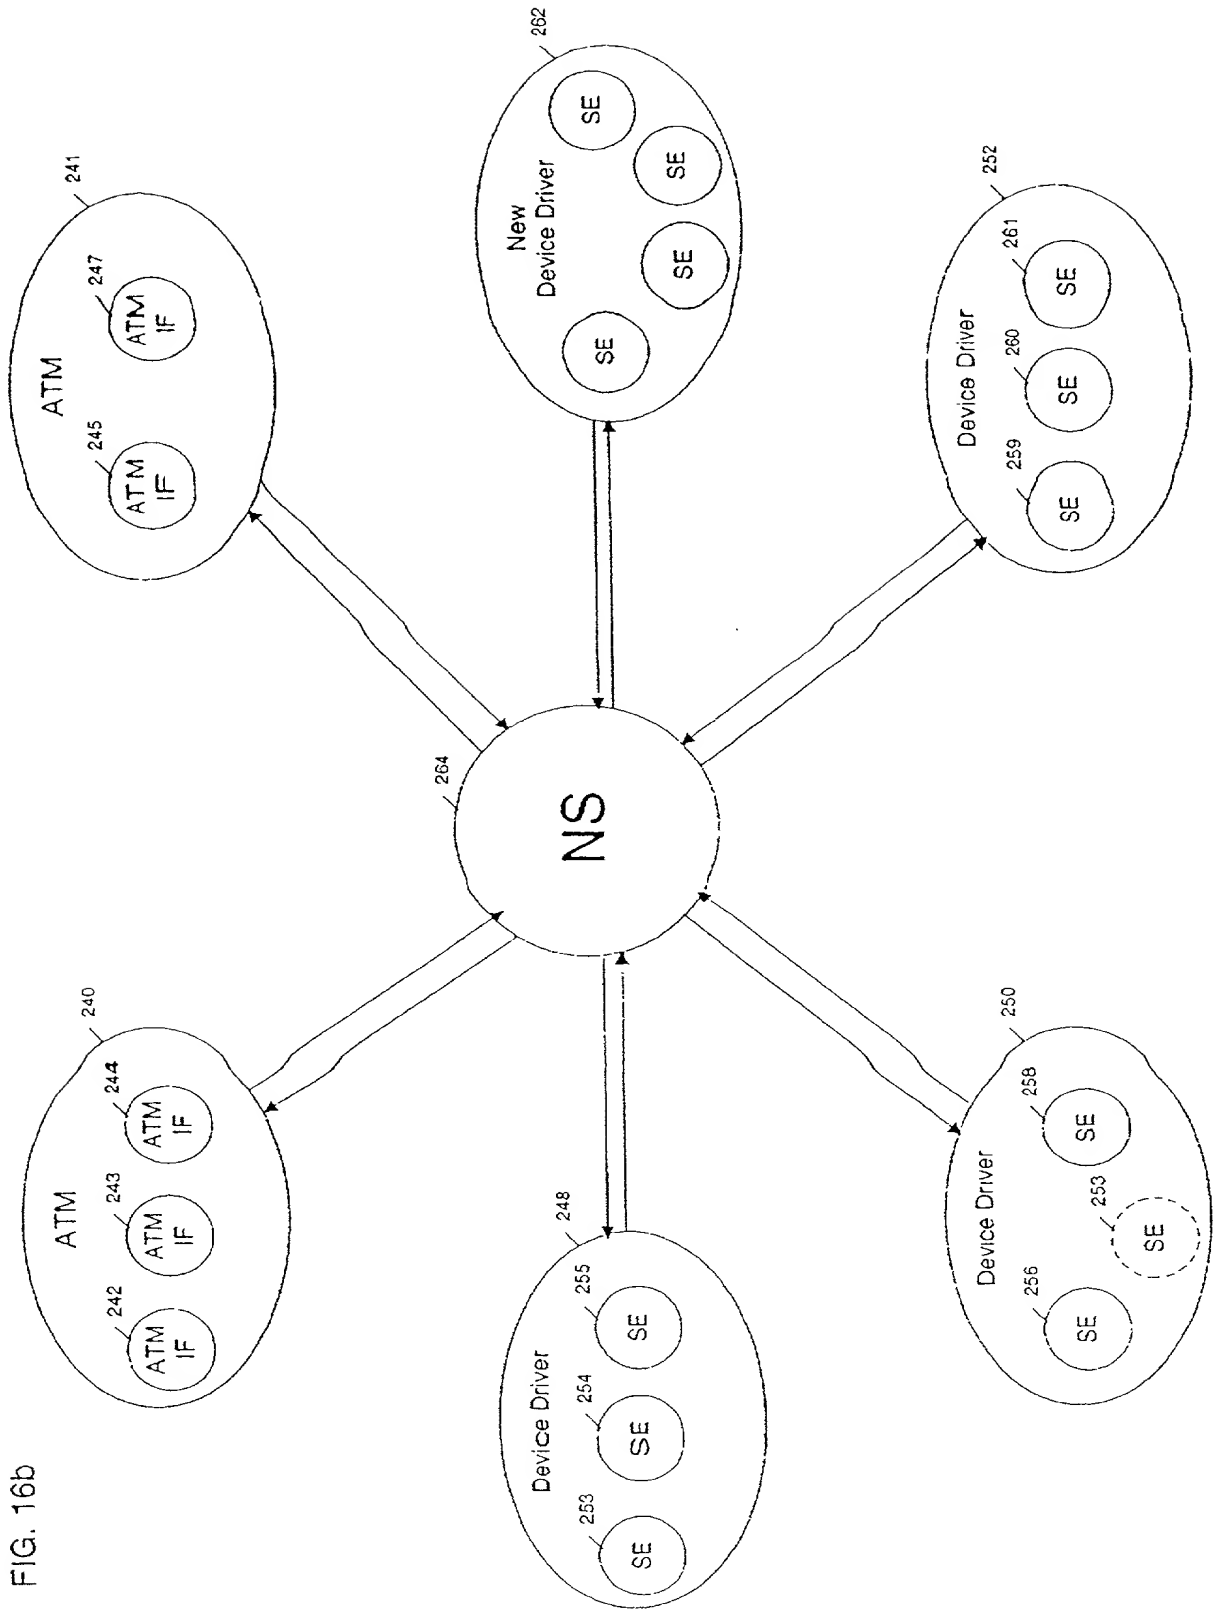 FIG. 16b
240
ATM
242
ATM
IF
243
ATM
IF
244
ATM
IF
241
ATM
245
ATM
IF
247
ATM
IF
248
Device Driver
253
SE
254
SE
255
SE
264
NS
262
New
Device Driver
SE
SE
SE
SE
250
Device Driver
256
SE
253
SE
258
SE
252
Device Driver
259
SE
260
SE
261
SE